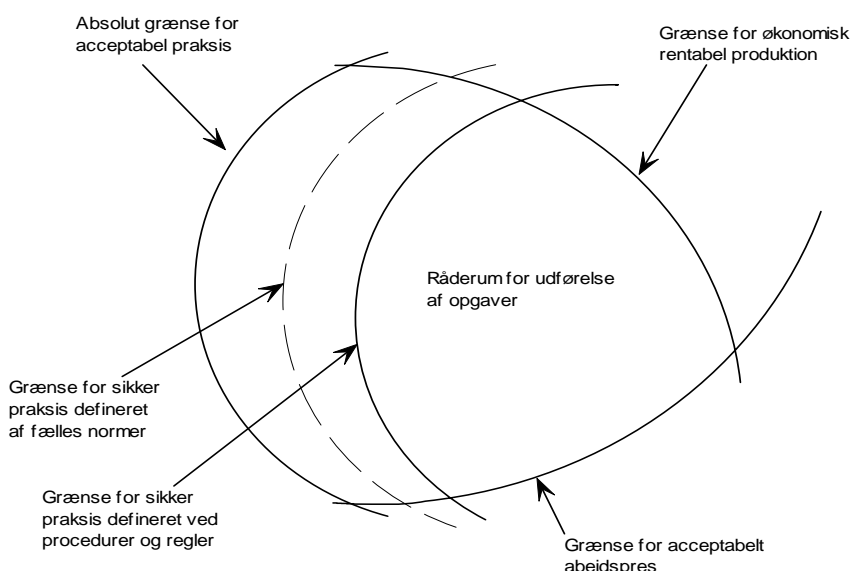 Absolut grænse for
acceptabel praksis
Grænse for økonomisk
rentabel produktion
Råderum for udførelse
af opgaver
Grænse for sikker
praksis defineret
af fælles normer
Grænse for sikker
praksis defineret ved
procedurer og regler
Grænse for acceptabelt
abejdspres